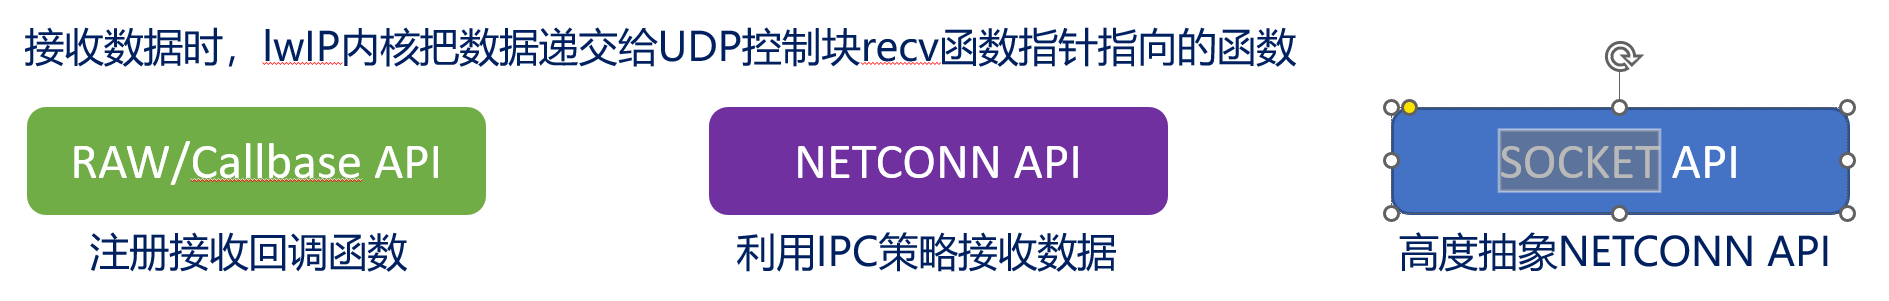 接收数据时，lwIP内核把数据递交给UDP控制块recv函数指针指向的函数
RAW/Callbase API
NETCONN API
SOCKET API
注册接收回调函数
利用IPC策略接收数据
高度抽象NETCONN API